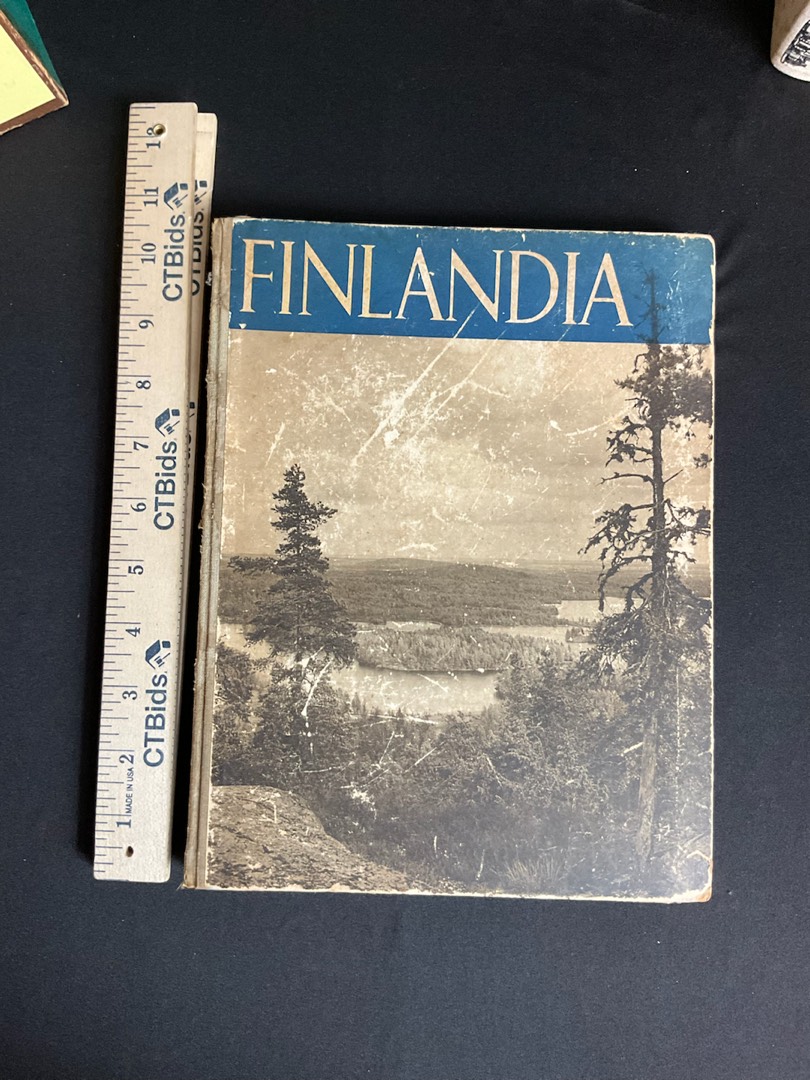 FINLANDIA
12
11
10
9
8
7
6
5
4
3
2
1
CTBids
CTBids
CTBids
CTBids
MADE IN USA